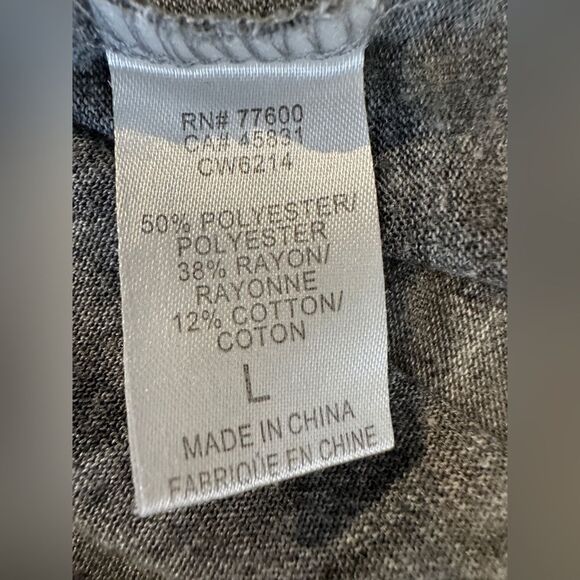 RN# 77600
CA# 45831
CW6214
50% POLYESTER/
POLYESTER
38% RAYON/
RAYONNE
12% COTTON/
COTON
L
MADE IN CHINA
FABRIQUE EN CHINE